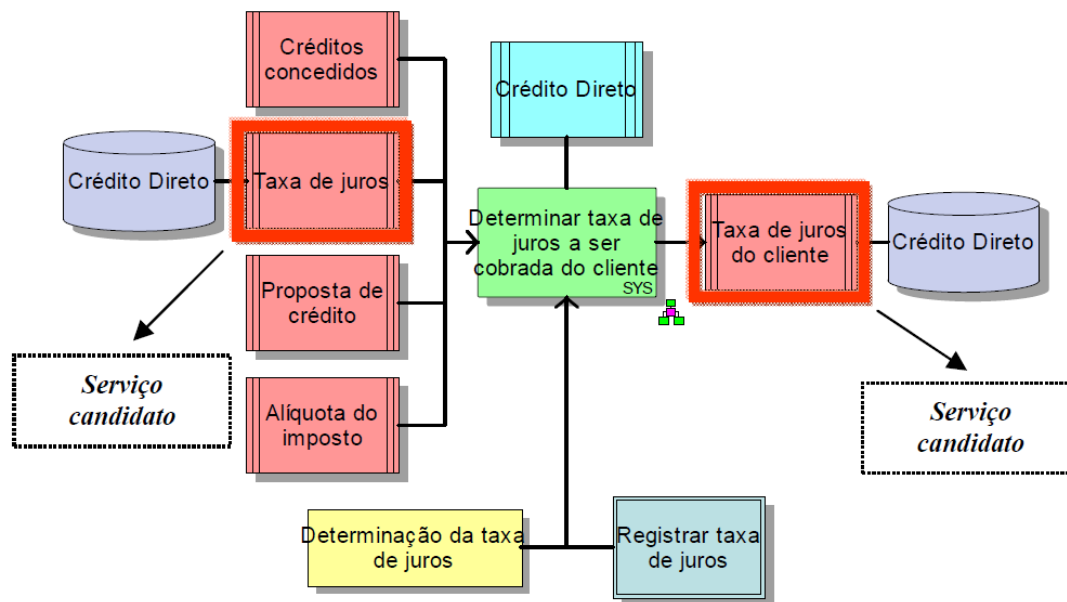 Créditos
concedidos
Crédito Direto
Crédito Direto
Taxa de juros
Determinar taxa de
juros a ser
cobrada do cliente
SYS
Taxa de juros
do cliente
Crédito Direto
Proposta de
crédito
Serviço
candidato
Alíquota do
imposto
Serviço
candidato
Determinação da taxa
de juros
Registrar taxa
de juros